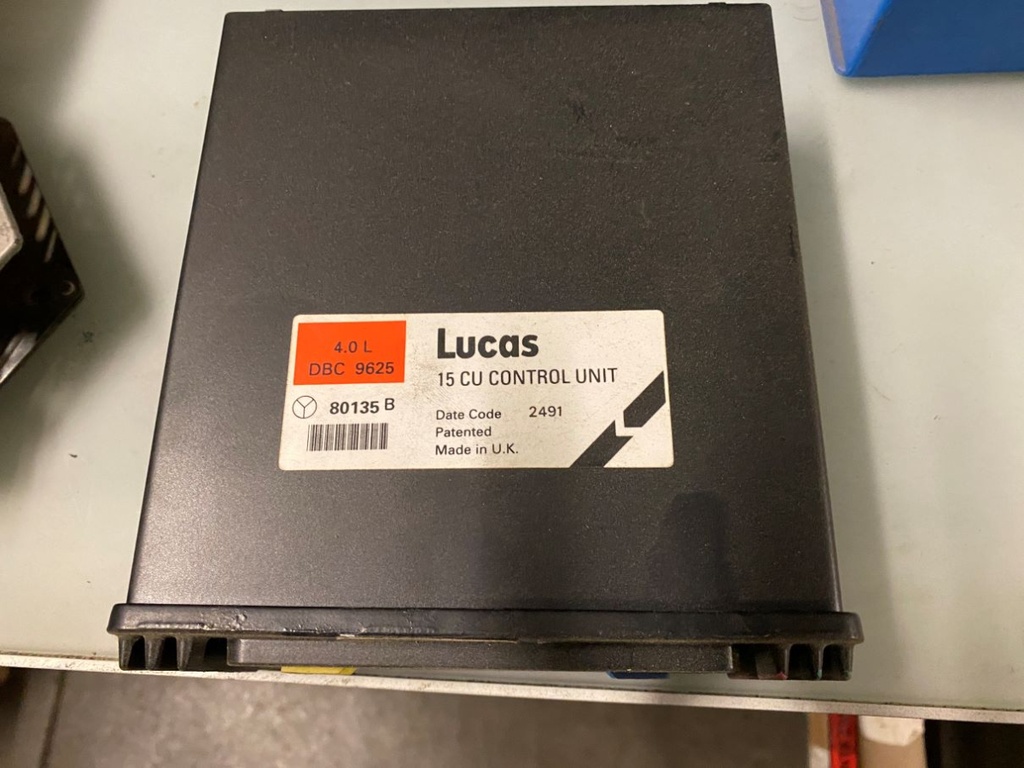 4.0 L
DBC 9625
80135 B
Lucas
15 CU CONTROL UNIT
Date Code 2491
Patented
Made in U.K.